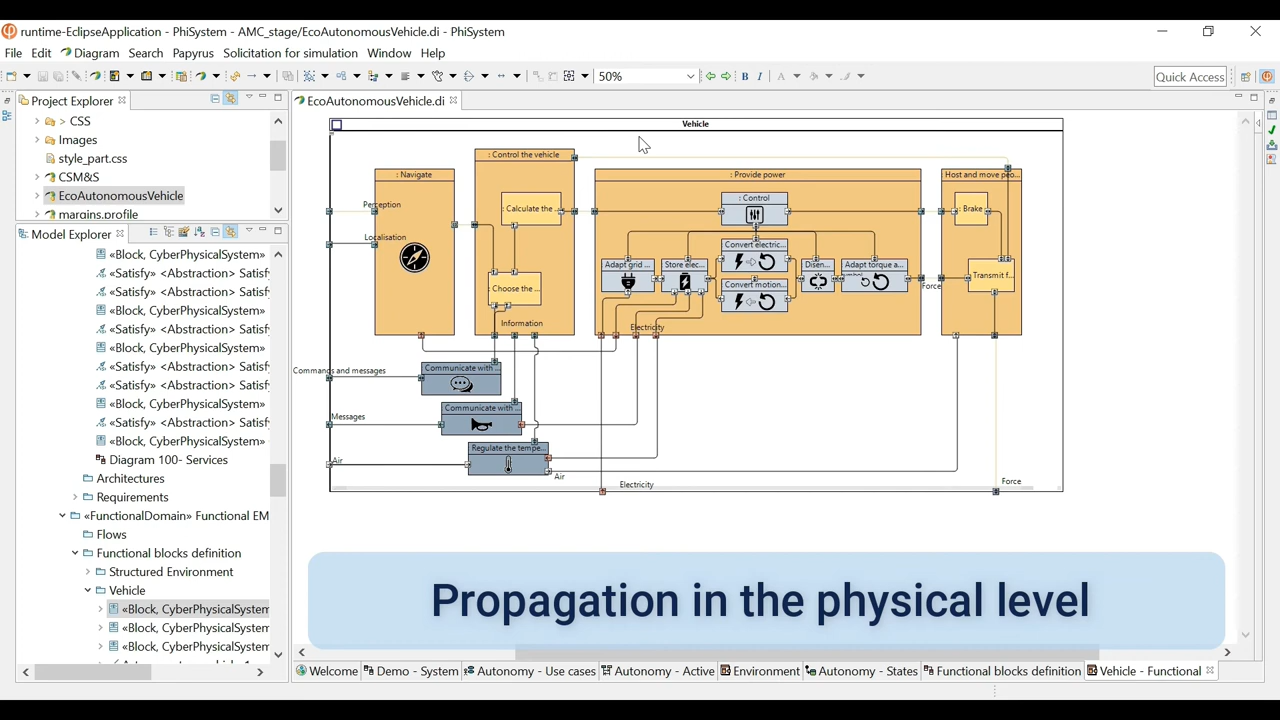 runtime-EclipseApplication - PhiSystem - AMC_stage/EcoAutonomousVehicle.di - PhiSystem
File Edit Diagram Search Papyrus Solicitation for simulation Window Help
50%
B I A
Quick Access
Project Explorer
EcoAutonomousVehicle.di
> CSS
Images
style_part.css
CSM&S
EcoAutonomousVehicle
margins.profile
Model Explorer
«Block, CyberPhysicalSystem»
«Satisfy» <Abstraction> Satisf
«Satisfy» <Abstraction> Satisf
«Block, CyberPhysicalSystem»
«Satisfy» <Abstraction> Satisf
«Block, CyberPhysicalSystem»
«Satisfy» <Abstraction> Satisf
«Satisfy» <Abstraction> Satisf
«Block, CyberPhysicalSystem»
«Satisfy» <Abstraction> Satisf
«Block, CyberPhysicalSystem»
Diagram 100- Services
Architectures
Requirements
«FunctionalDomain» Functional EM
Flows
Functional blocks definition
Structured Environment
Vehicle
«Block, CyberPhysicalSystem
«Block, CyberPhysicalSystem
«Block, CyberPhysicalSystem
Vehicle
: Control the vehicle
: Navigate
: Provide power
Host and move peo...
Perception
: Calculate the ...
: Control
: Brake
Localisation
Convert electric...
Adapt grid ...
Store elec...
Disen...
Adapt torque a...
Transmit f...
: Choose the ...
Convert motion...
Force
Information
Electricity
Commands and messages
Communicate with ...
Messages
Communicate with ...
Regulate the tempe...
Air
Air
Electricity
Force
Propagation in the physical level
Welcome
Demo - System
Autonomy - Use cases
Autonomy - Active
Environment
Autonomy - States
Functional blocks definition
Vehicle - Functional